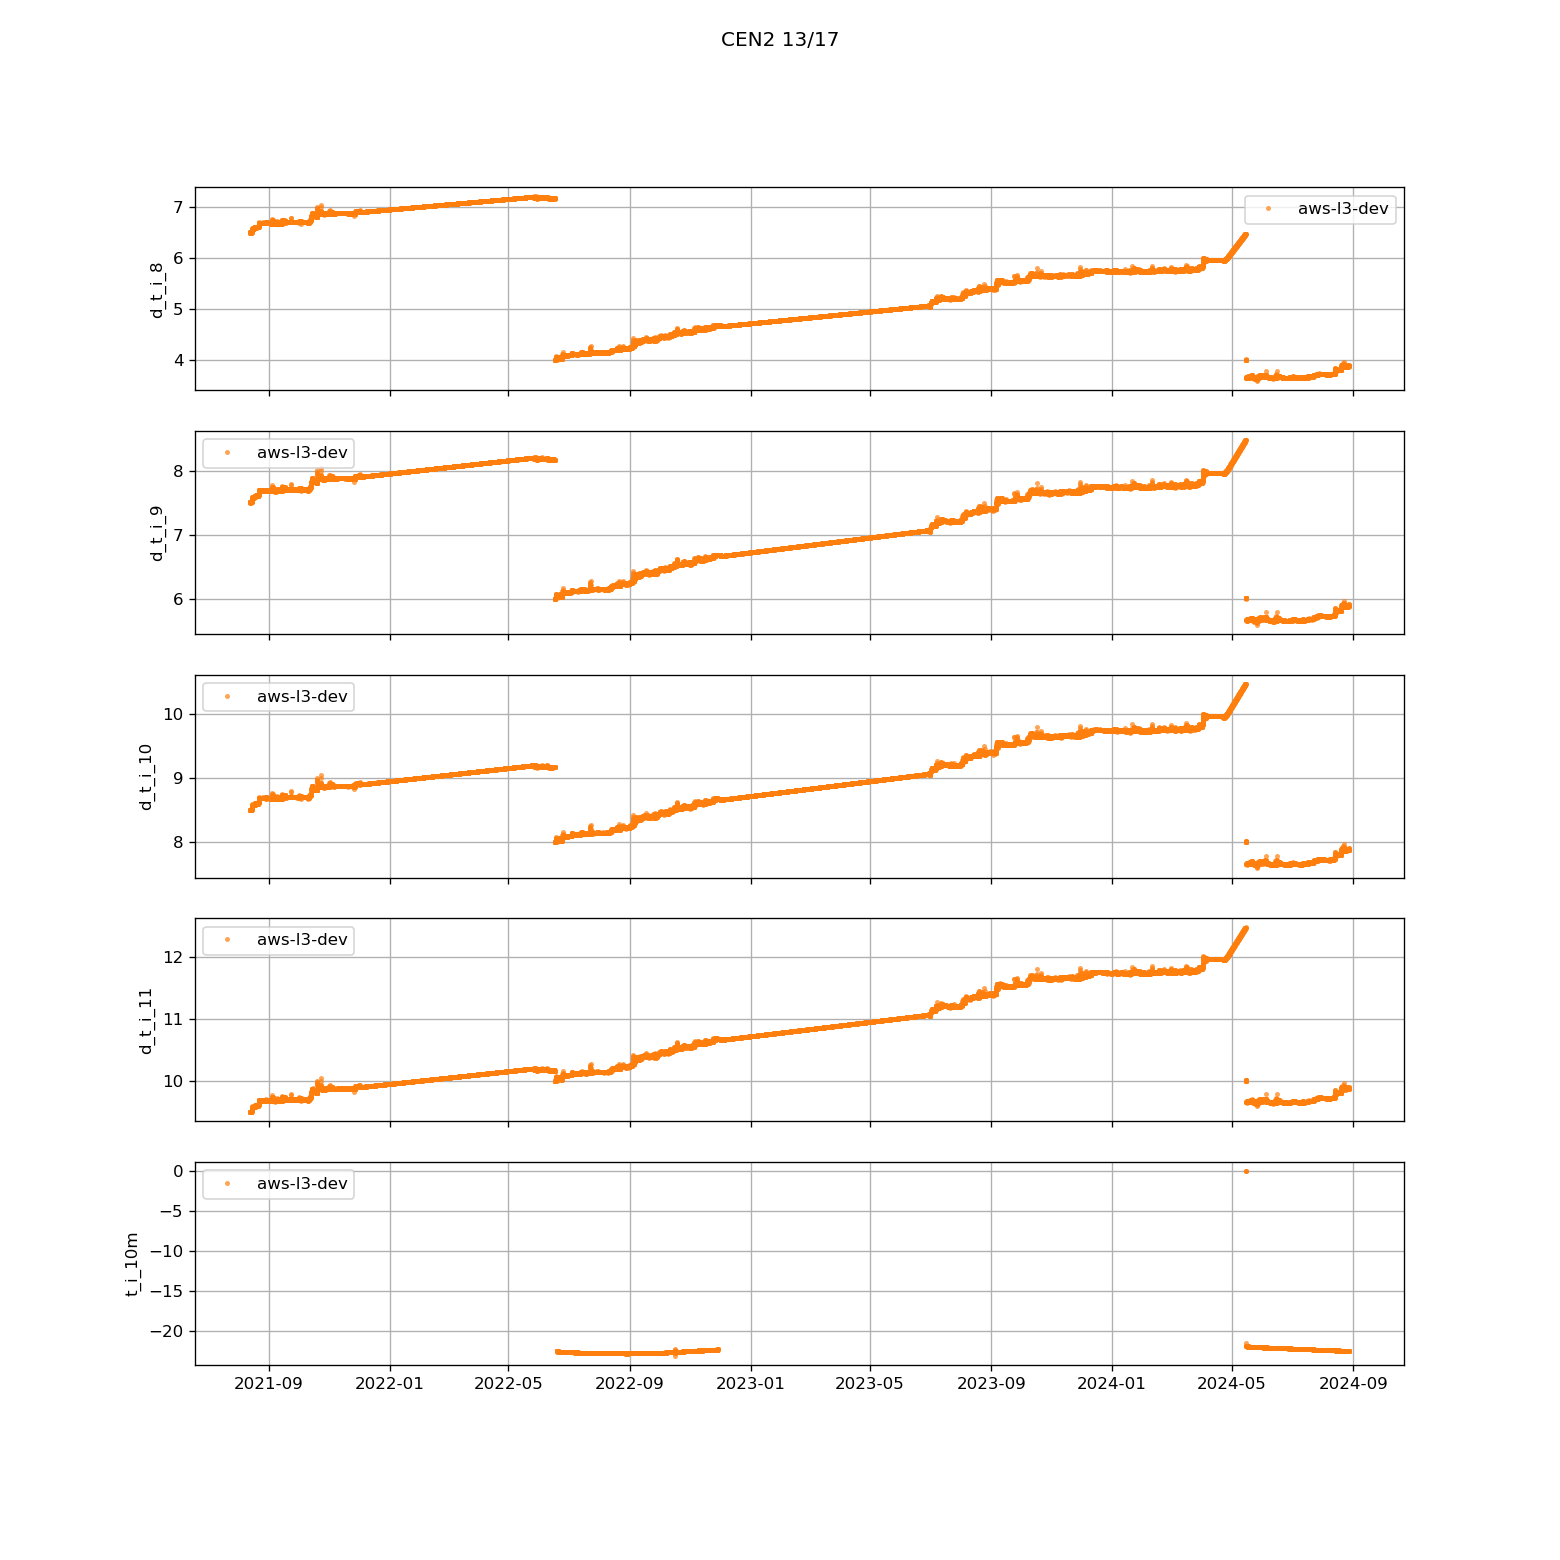 CEN2 13/17
7
6
5
4
d_t_i_8
aws-l3-dev
8
7
6
d_t_i_9
aws-l3-dev
10
9
8
d_t_i_10
aws-l3-dev
12
11
10
d_t_i_11
aws-l3-dev
0
−5
−10
−15
−20
t_i_10m
aws-l3-dev
2021-09 2022-01 2022-05 2022-09 2023-01 2023-05 2023-09 2024-01 2024-05 2024-09